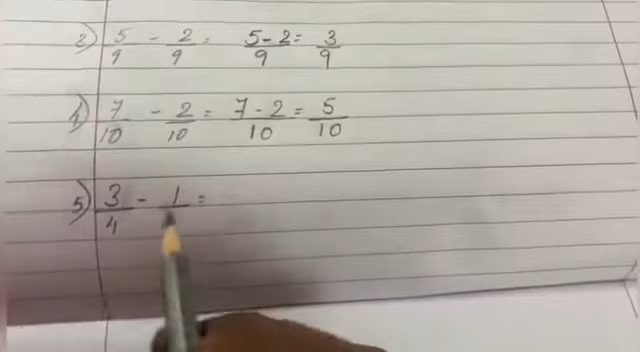 3) 5/9 - 2/9 = 5-2/9 = 3/9
4) 7/10 - 2/10 = 7-2/10 = 5/10
5) 3/4 - 1/ =